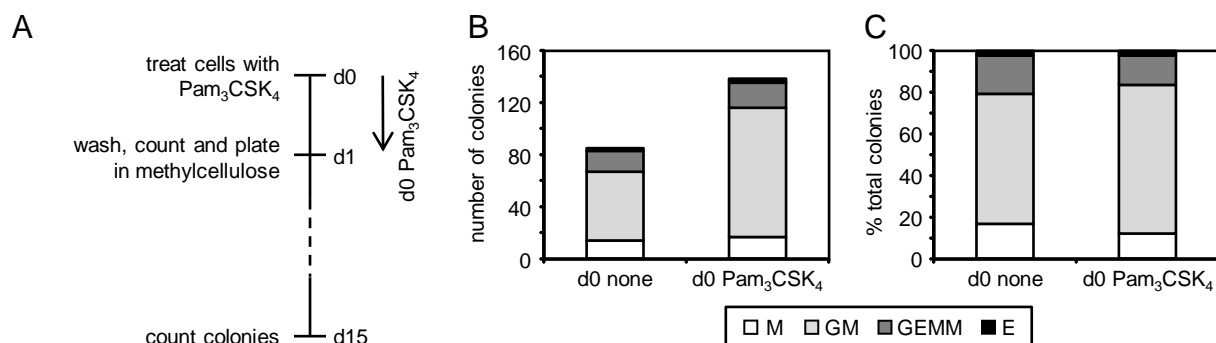 A
treat cells with
Pam₃CSK₄
d0
wash, count and plate
in methylcellulose
d1
d0 Pam₃CSK₄
count colonies
d15
B
number of colonies
160
120
80
40
0
d0 none
d0 Pam₃CSK₄
C
% total colonies
100
80
60
40
20
0
d0 none
d0 Pam₃CSK₄
M GM GEMM E